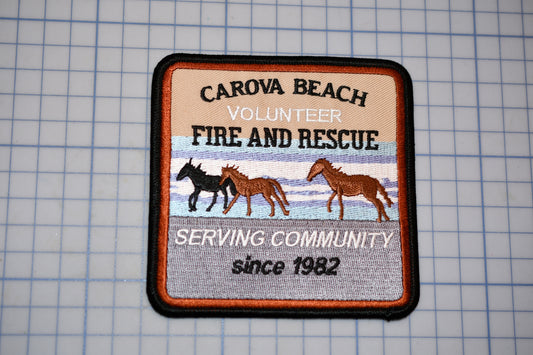 CAROVA BEACH
VOLUNTEER
FIRE AND RESCUE
SERVING COMMUNITY
since 1982